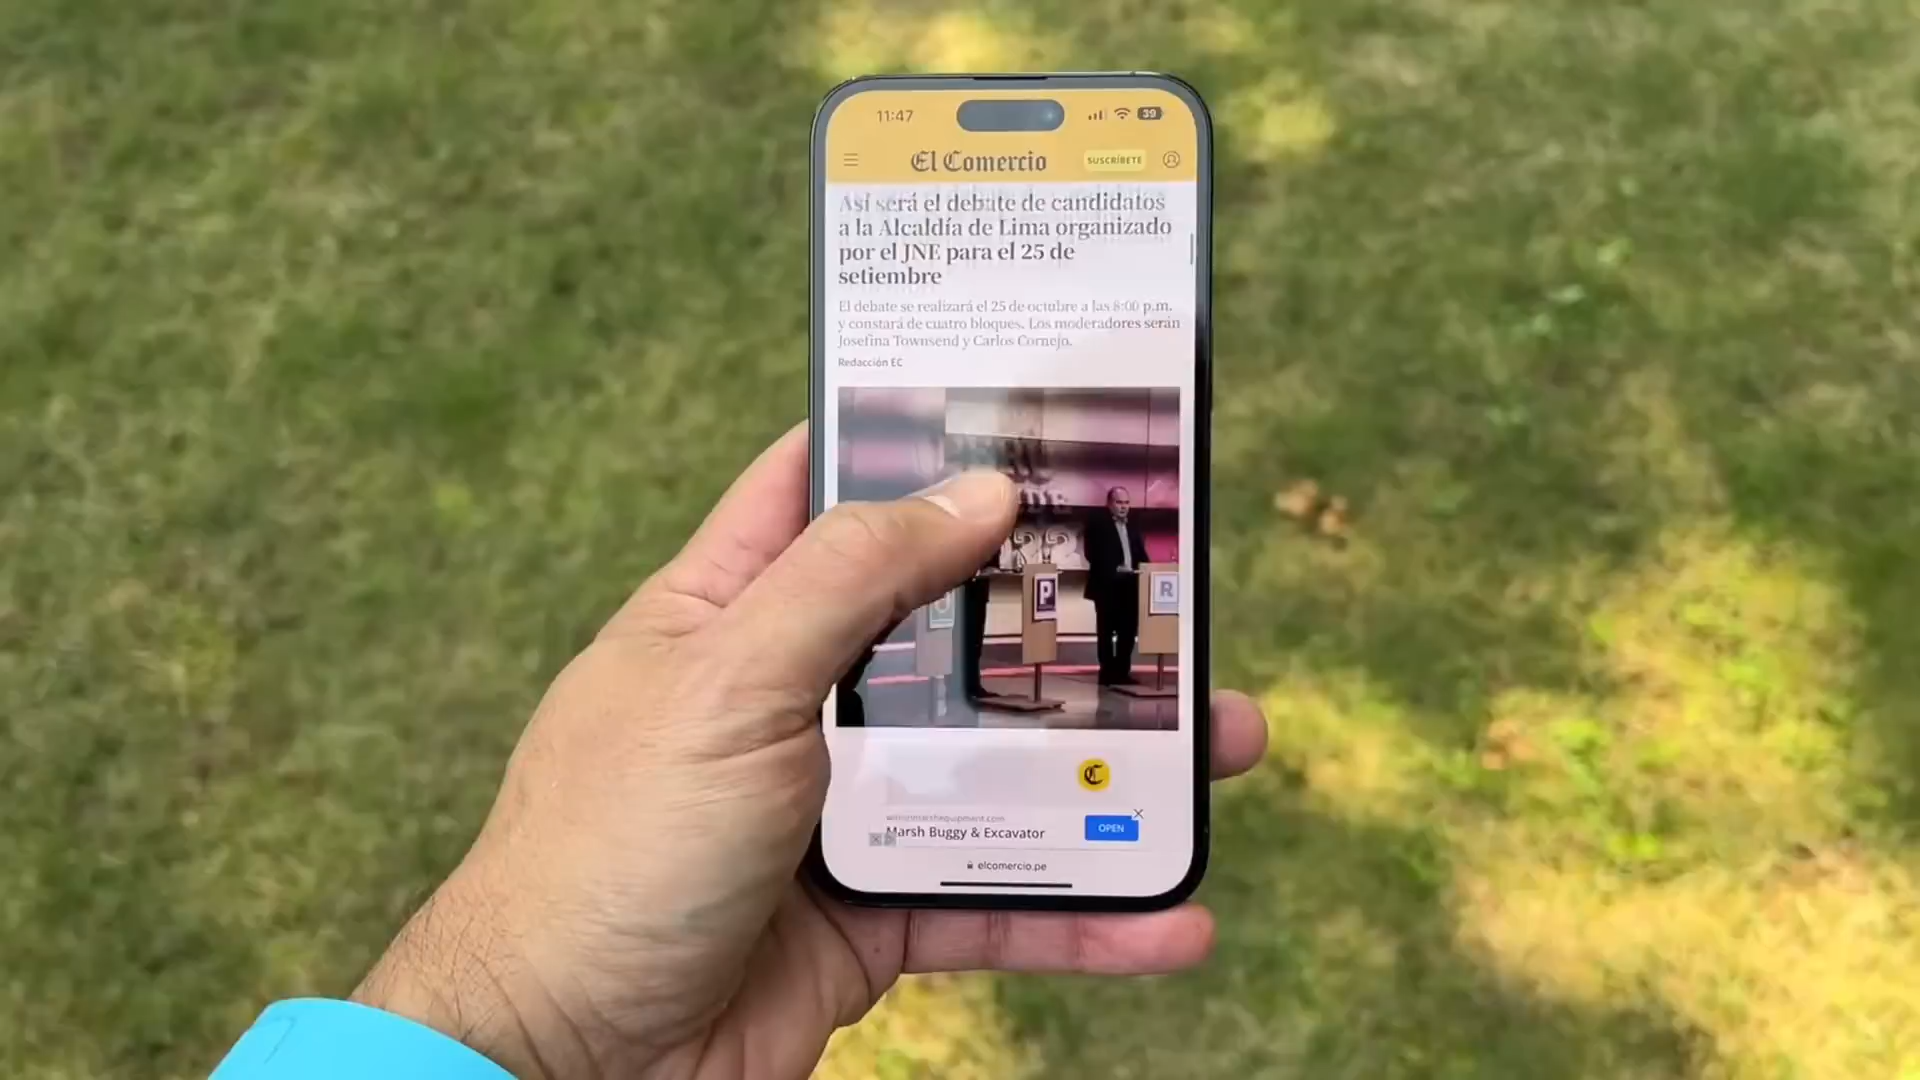 11:47
39
El Comercio
SUSCRÍBETE
Así será el debate de candidatos
a la Alcaldía de Lima organizado
por el JNE para el 25 de
setiembre
El debate se realizará el 25 de octubre a las 8:00 p.m.
y constará de cuatro bloques. Los moderadores serán
Josefina Townsend y Carlos Cornejo.
Redacción EC
P
R
C
Marsh Buggy & Excavator
OPEN
elcomercio.pe